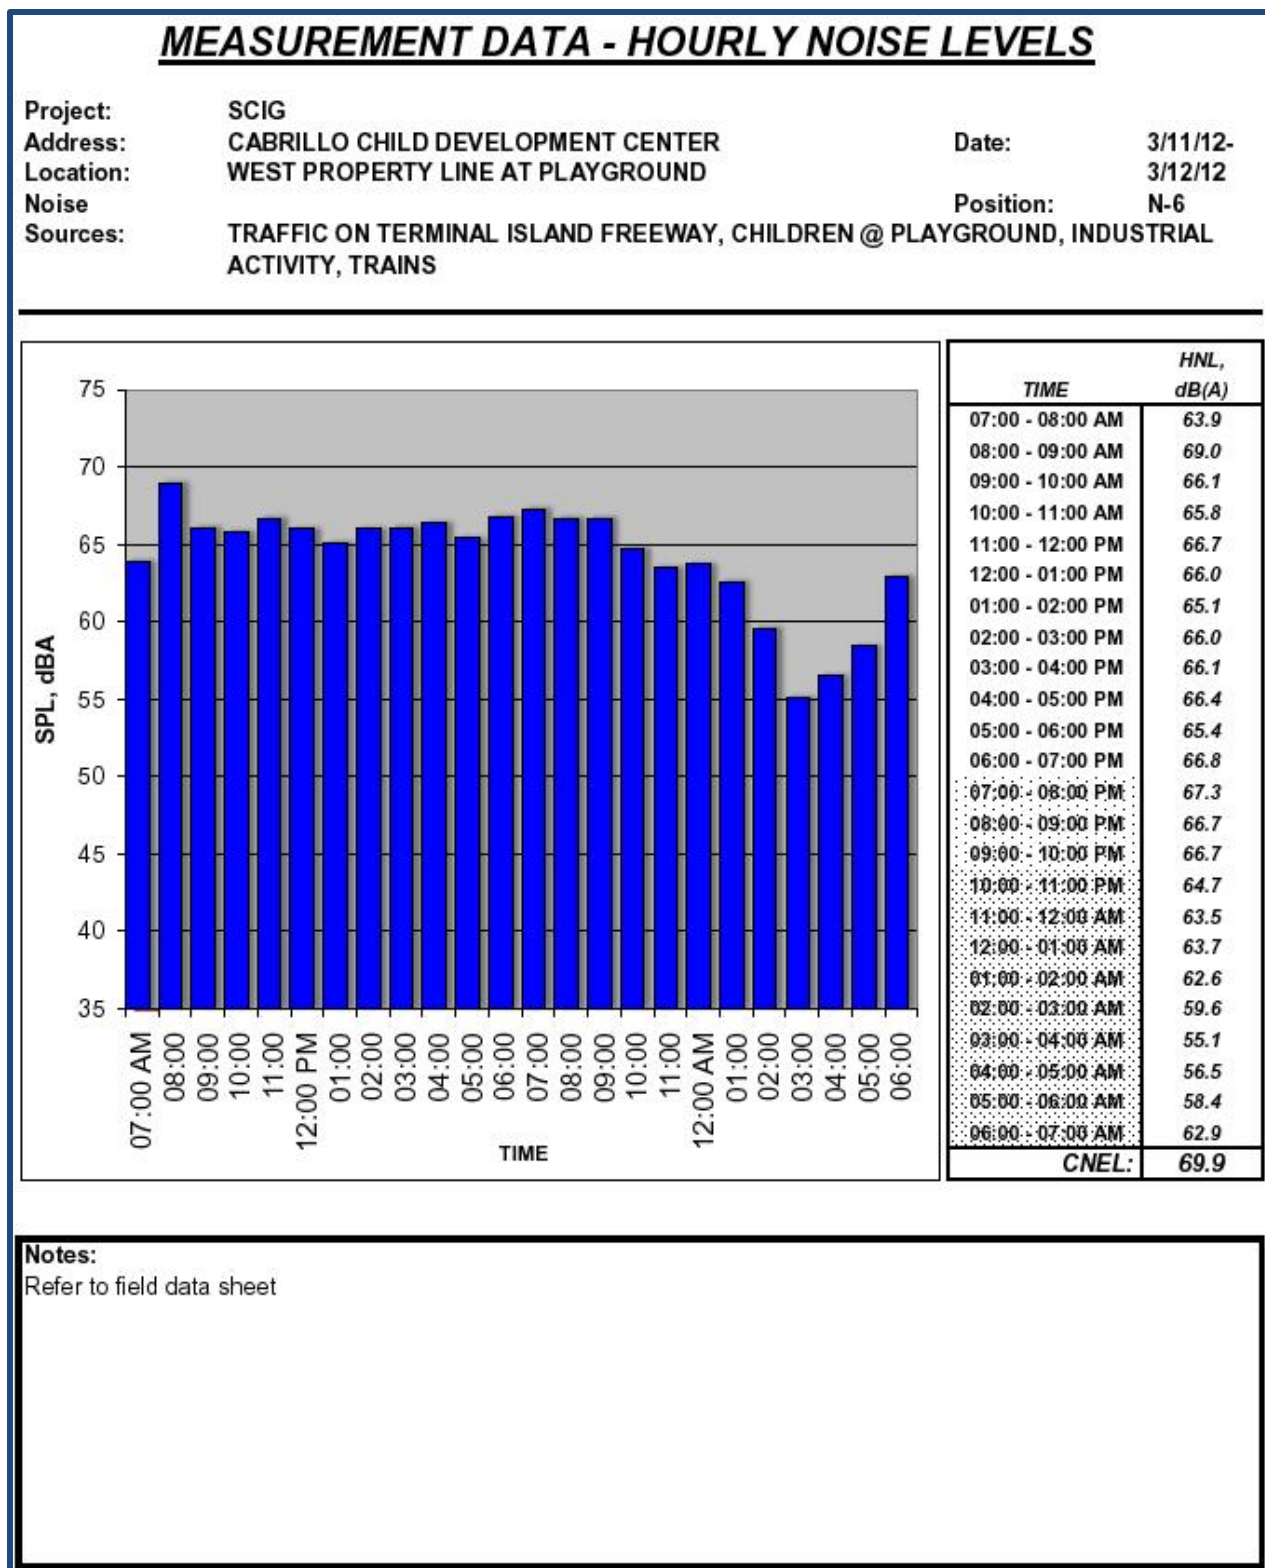 MEASUREMENT DATA - HOURLY NOISE LEVELS
Project: SCIG
Address: CABRILLO CHILD DEVELOPMENT CENTER Date: 3/11/12-
Location: WEST PROPERTY LINE AT PLAYGROUND 3/12/12
Noise Position: N-6
Sources: TRAFFIC ON TERMINAL ISLAND FREEWAY, CHILDREN @ PLAYGROUND, INDUSTRIAL
ACTIVITY, TRAINS
75
70
65
60
55
50
45
40
35
SPL, dBA
07:00 AM
08:00
09:00
10:00
11:00
12:00 PM
01:00
02:00
03:00
04:00
05:00
06:00
07:00
08:00
09:00
10:00
11:00
12:00 AM
01:00
02:00
03:00
04:00
05:00
06:00
TIME
HNL,
TIME dB(A)
07:00 - 08:00 AM 63.9
08:00 - 09:00 AM 69.0
09:00 - 10:00 AM 66.1
10:00 - 11:00 AM 65.8
11:00 - 12:00 PM 66.7
12:00 - 01:00 PM 66.0
01:00 - 02:00 PM 65.1
02:00 - 03:00 PM 66.0
03:00 - 04:00 PM 66.1
04:00 - 05:00 PM 66.4
05:00 - 06:00 PM 65.4
06:00 - 07:00 PM 66.8
07:00 - 08:00 PM 67.3
08:00 - 09:00 PM 66.7
09:00 - 10:00 PM 66.7
10:00 - 11:00 PM 64.7
11:00 - 12:00 AM 63.5
12:00 - 01:00 AM 63.7
01:00 - 02:00 AM 62.6
02:00 - 03:00 AM 59.6
03:00 - 04:00 AM 55.1
04:00 - 05:00 AM 56.5
05:00 - 06:00 AM 58.4
06:00 - 07:00 AM 62.9
CNEL: 69.9
Notes:
Refer to field data sheet